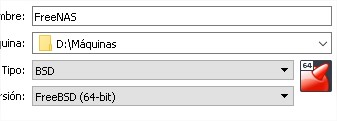 mbre: FreeNAS
quina: D:\Máquinas
Tipo: BSD 64
rsión: FreeBSD (64-bit)